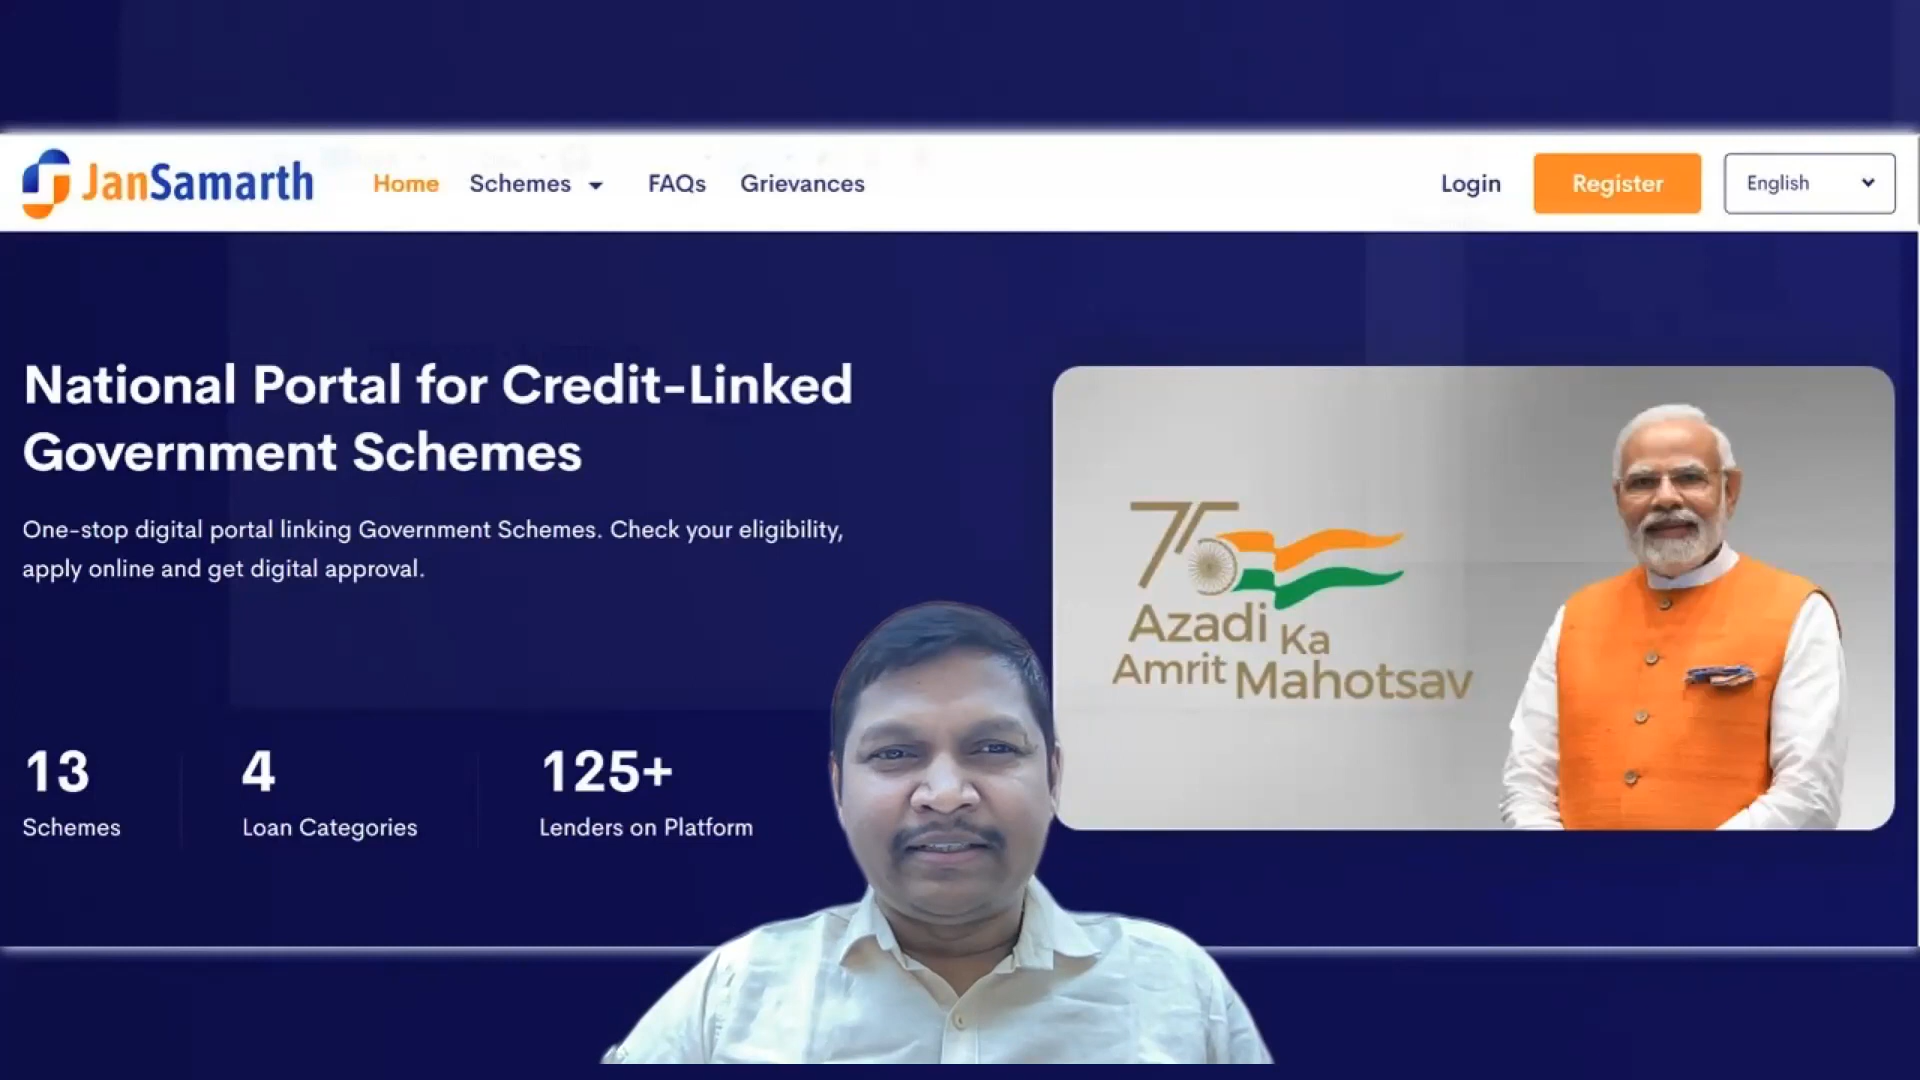 JanSamarth
Home
Schemes
FAQs
Grievances
Login
Register
English
National Portal for Credit-Linked
Government Schemes
One-stop digital portal linking Government Schemes. Check your eligibility,
apply online and get digital approval.
13
Schemes
4
Loan Categories
125+
Lenders on Platform
75
Azadi Ka
Amrit Mahotsav